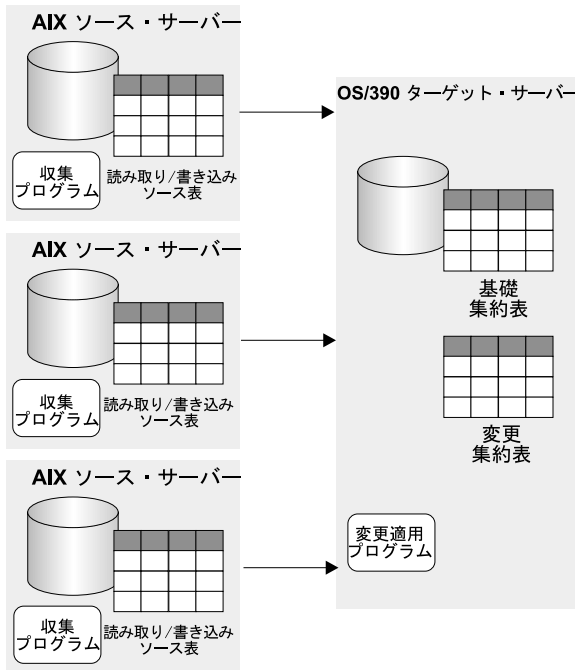 AIX ソース・サーバー
収集
プログラム
読み取り/書き込み
ソース表
AIX ソース・サーバー
収集
プログラム
読み取り/書き込み
ソース表
AIX ソース・サーバー
収集
プログラム
読み取り/書き込み
ソース表
OS/390 ターゲット・サーバー
基礎
集約表
変更
集約表
変更適用
プログラム